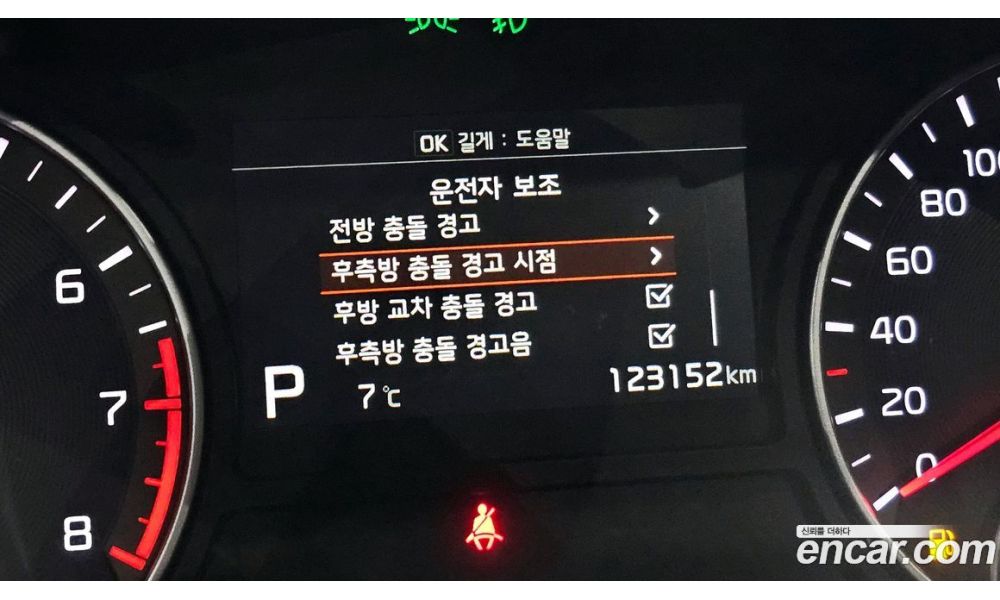 OK 길게 : 도움말
운전자 보조
전방 충돌 경고
후측방 충돌 경고 시점
후방 교차 충돌 경고
후측방 충돌 경고음
P 7℃ 123152km
6
7
8
100
80
60
40
20
0
신뢰를 더하다
encar.com